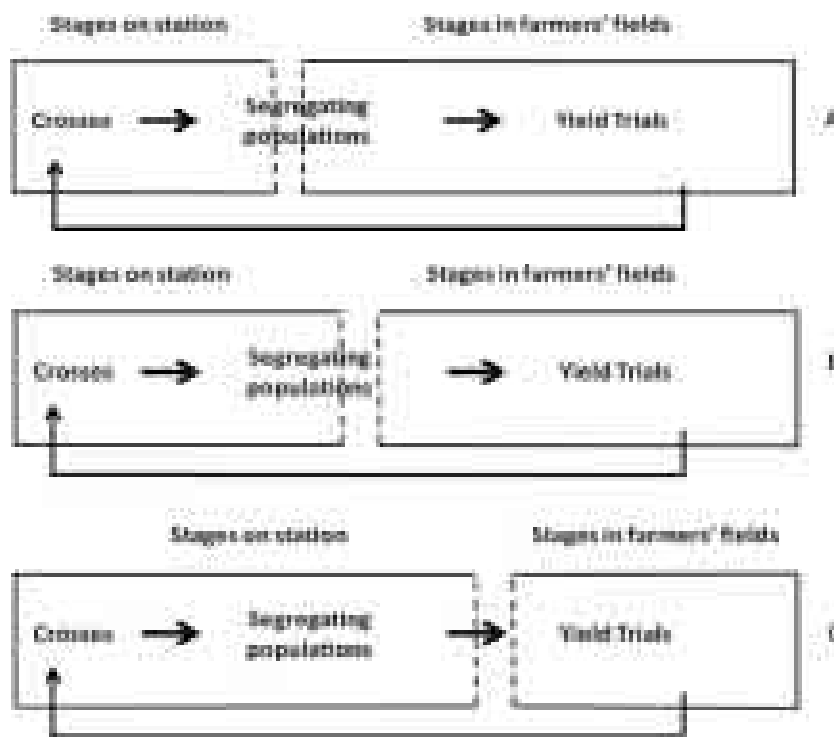 Stages on station
Stages in farmers' fields
Crosses
Segregating
populations
Yield Trials
A
Stages on station
Stages in farmers' fields
Crosses
Segregating
populations
Yield Trials
Stages on station
Stages in farmers' fields
Crosses
Segregating
populations
Yield Trials